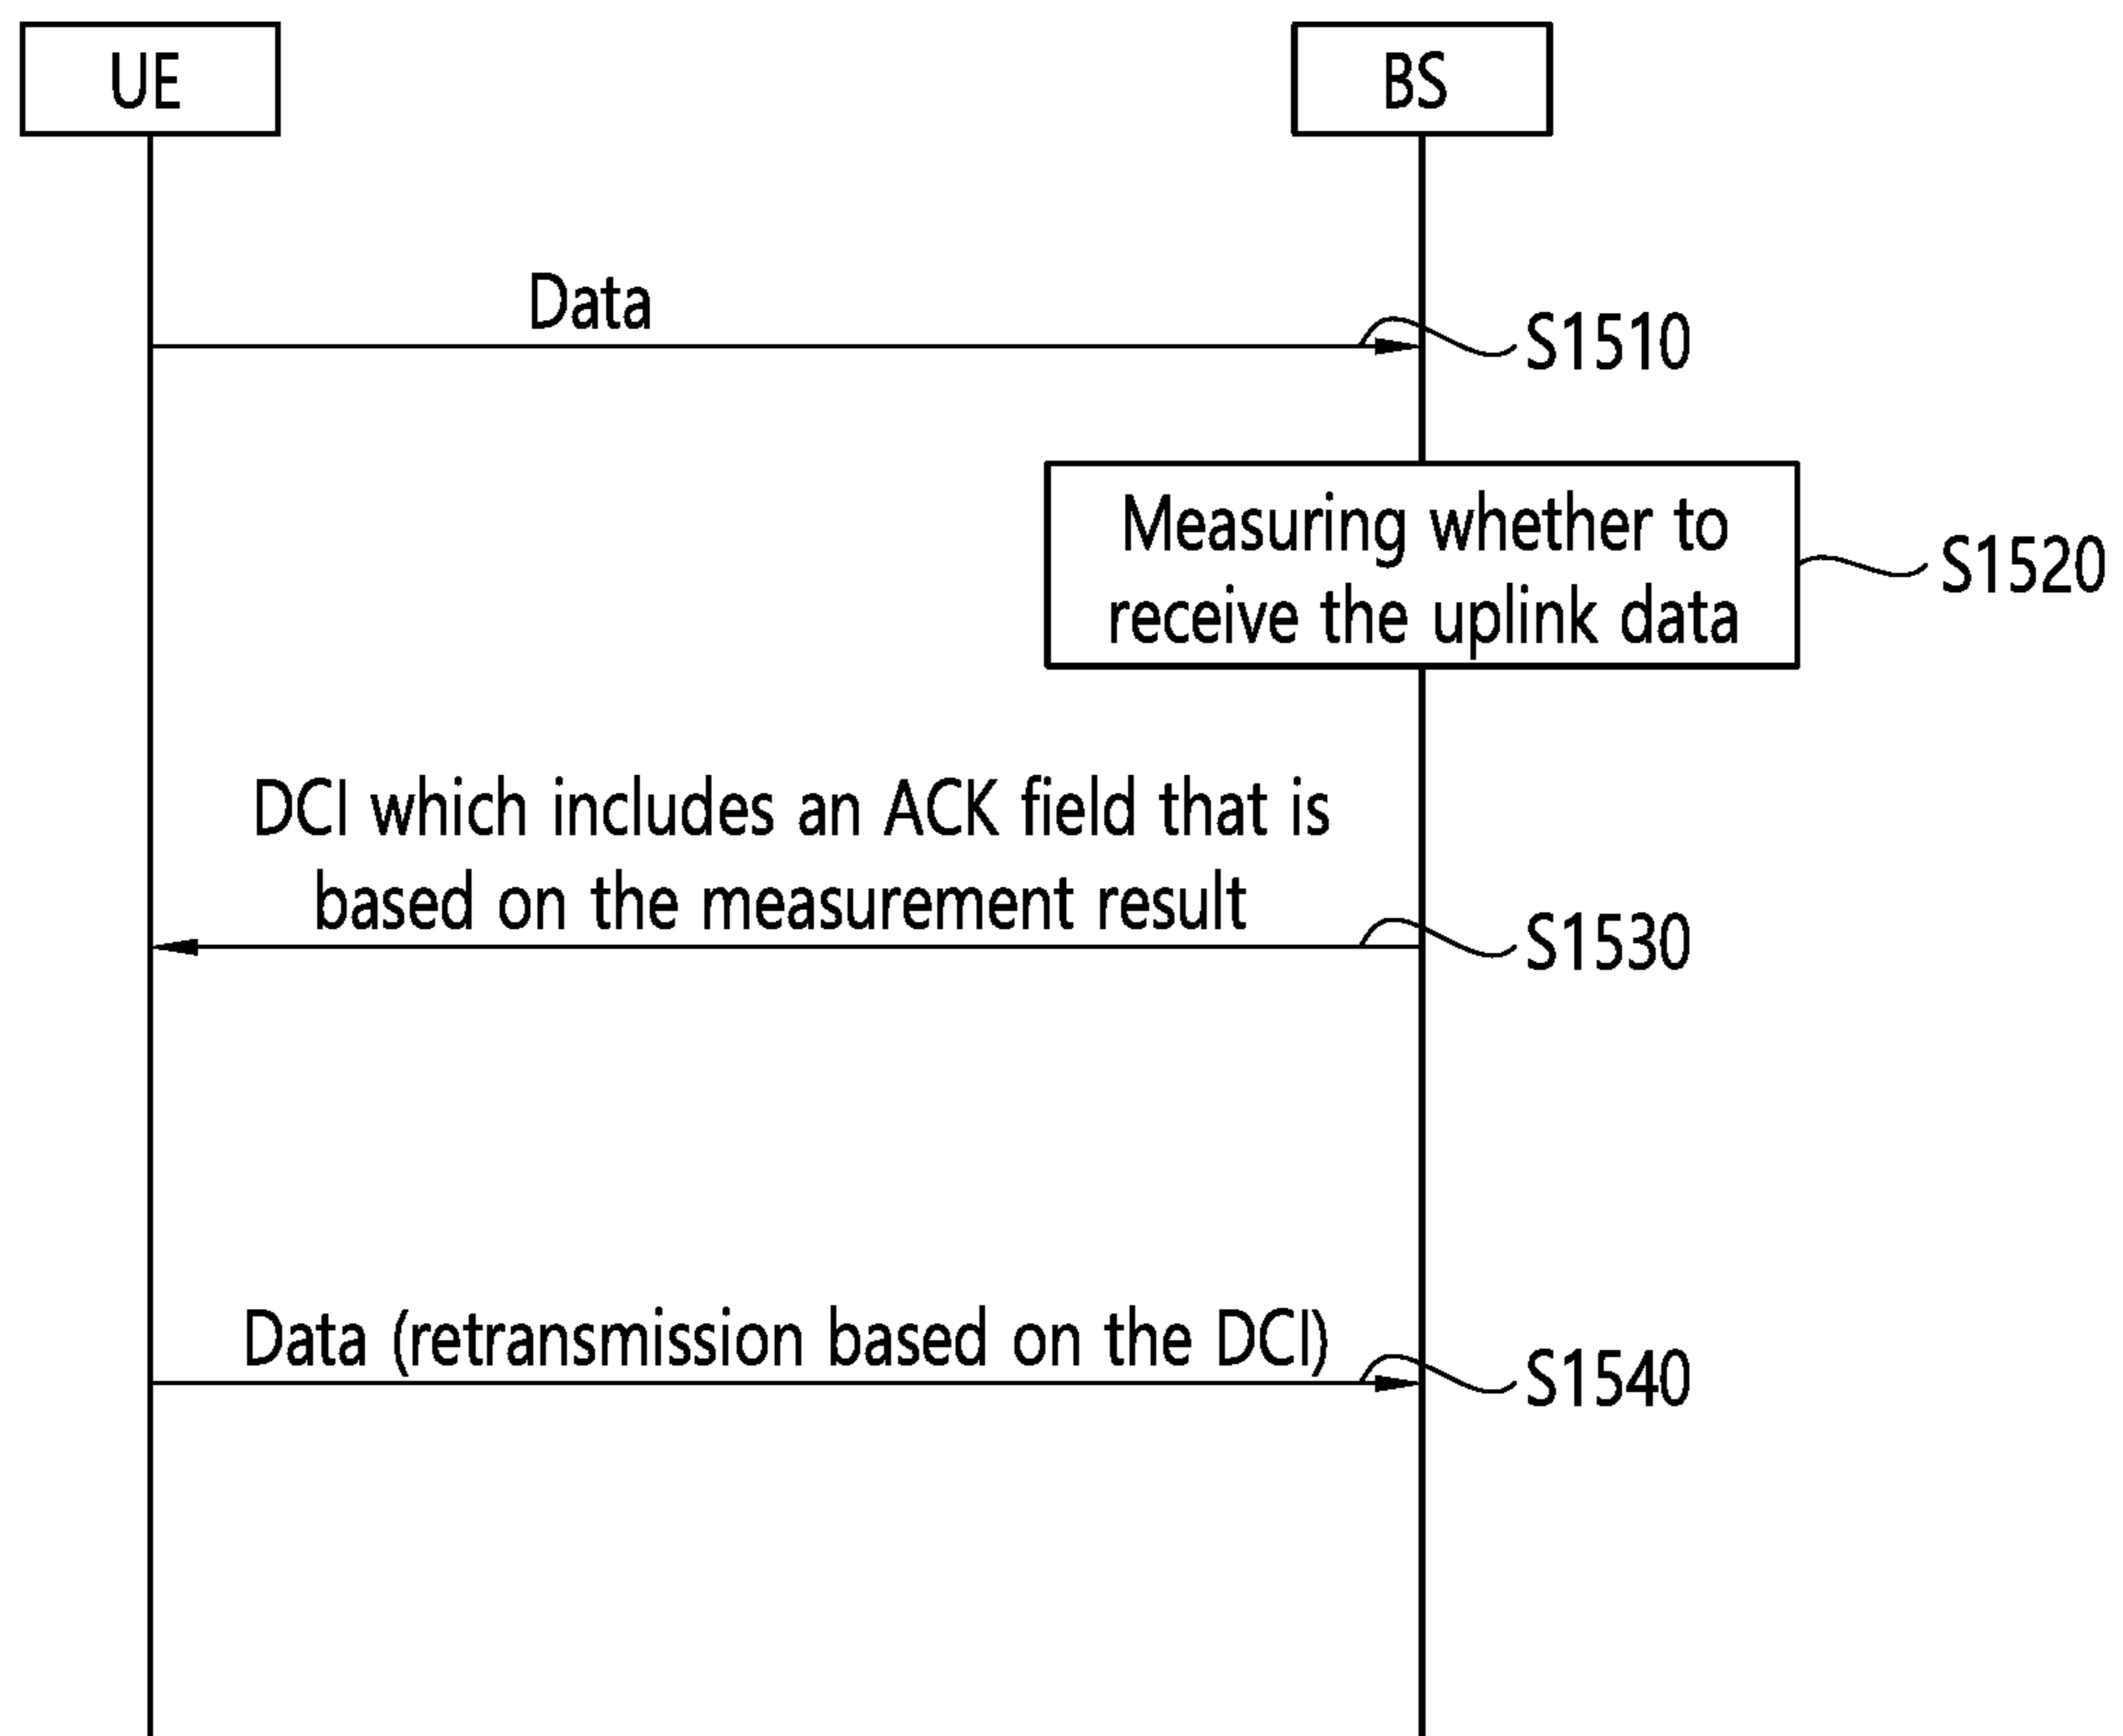 UE
BS
Data
S1510
Measuring whether to
receive the uplink data
S1520
DCI which includes an ACK field that is
based on the measurement result
S1530
Data (retransmission based on the DCI)
S1540